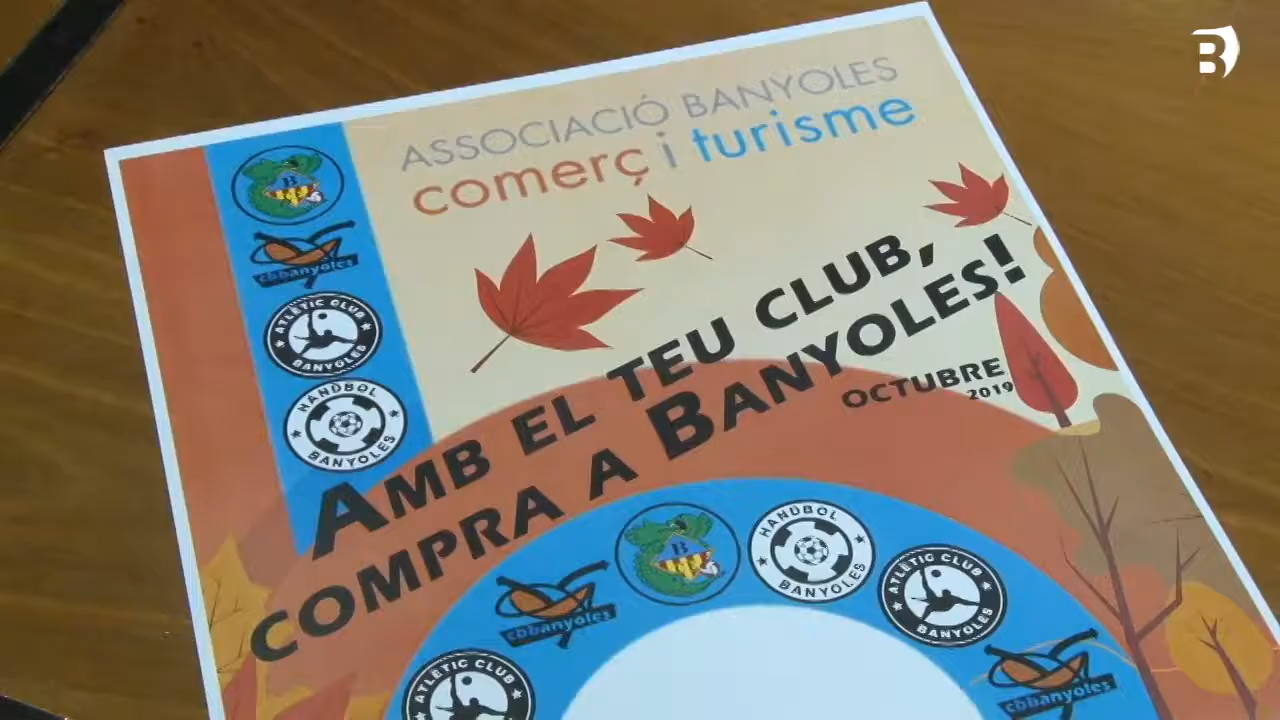 B
ASSOCIACIÓ BANYOLES
comerç i turisme
B
cbbanyoles
ATLÈTIC CLUB
BANYOLES
HANDBOL
BANYOLES
AMB EL TEU CLUB,
COMPRA A BANYOLES!
OCTUBRE
2019
B
HANDBOL
BANYOLES
cbbanyoles
ATLÈTIC CLUB
BANYOLES
ATLÈTIC CLUB
cbbanyoles